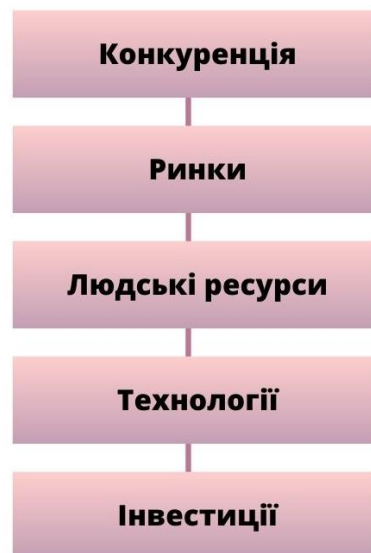 Конкуренція
Ринки
Людські ресурси
Технології
Інвестиції